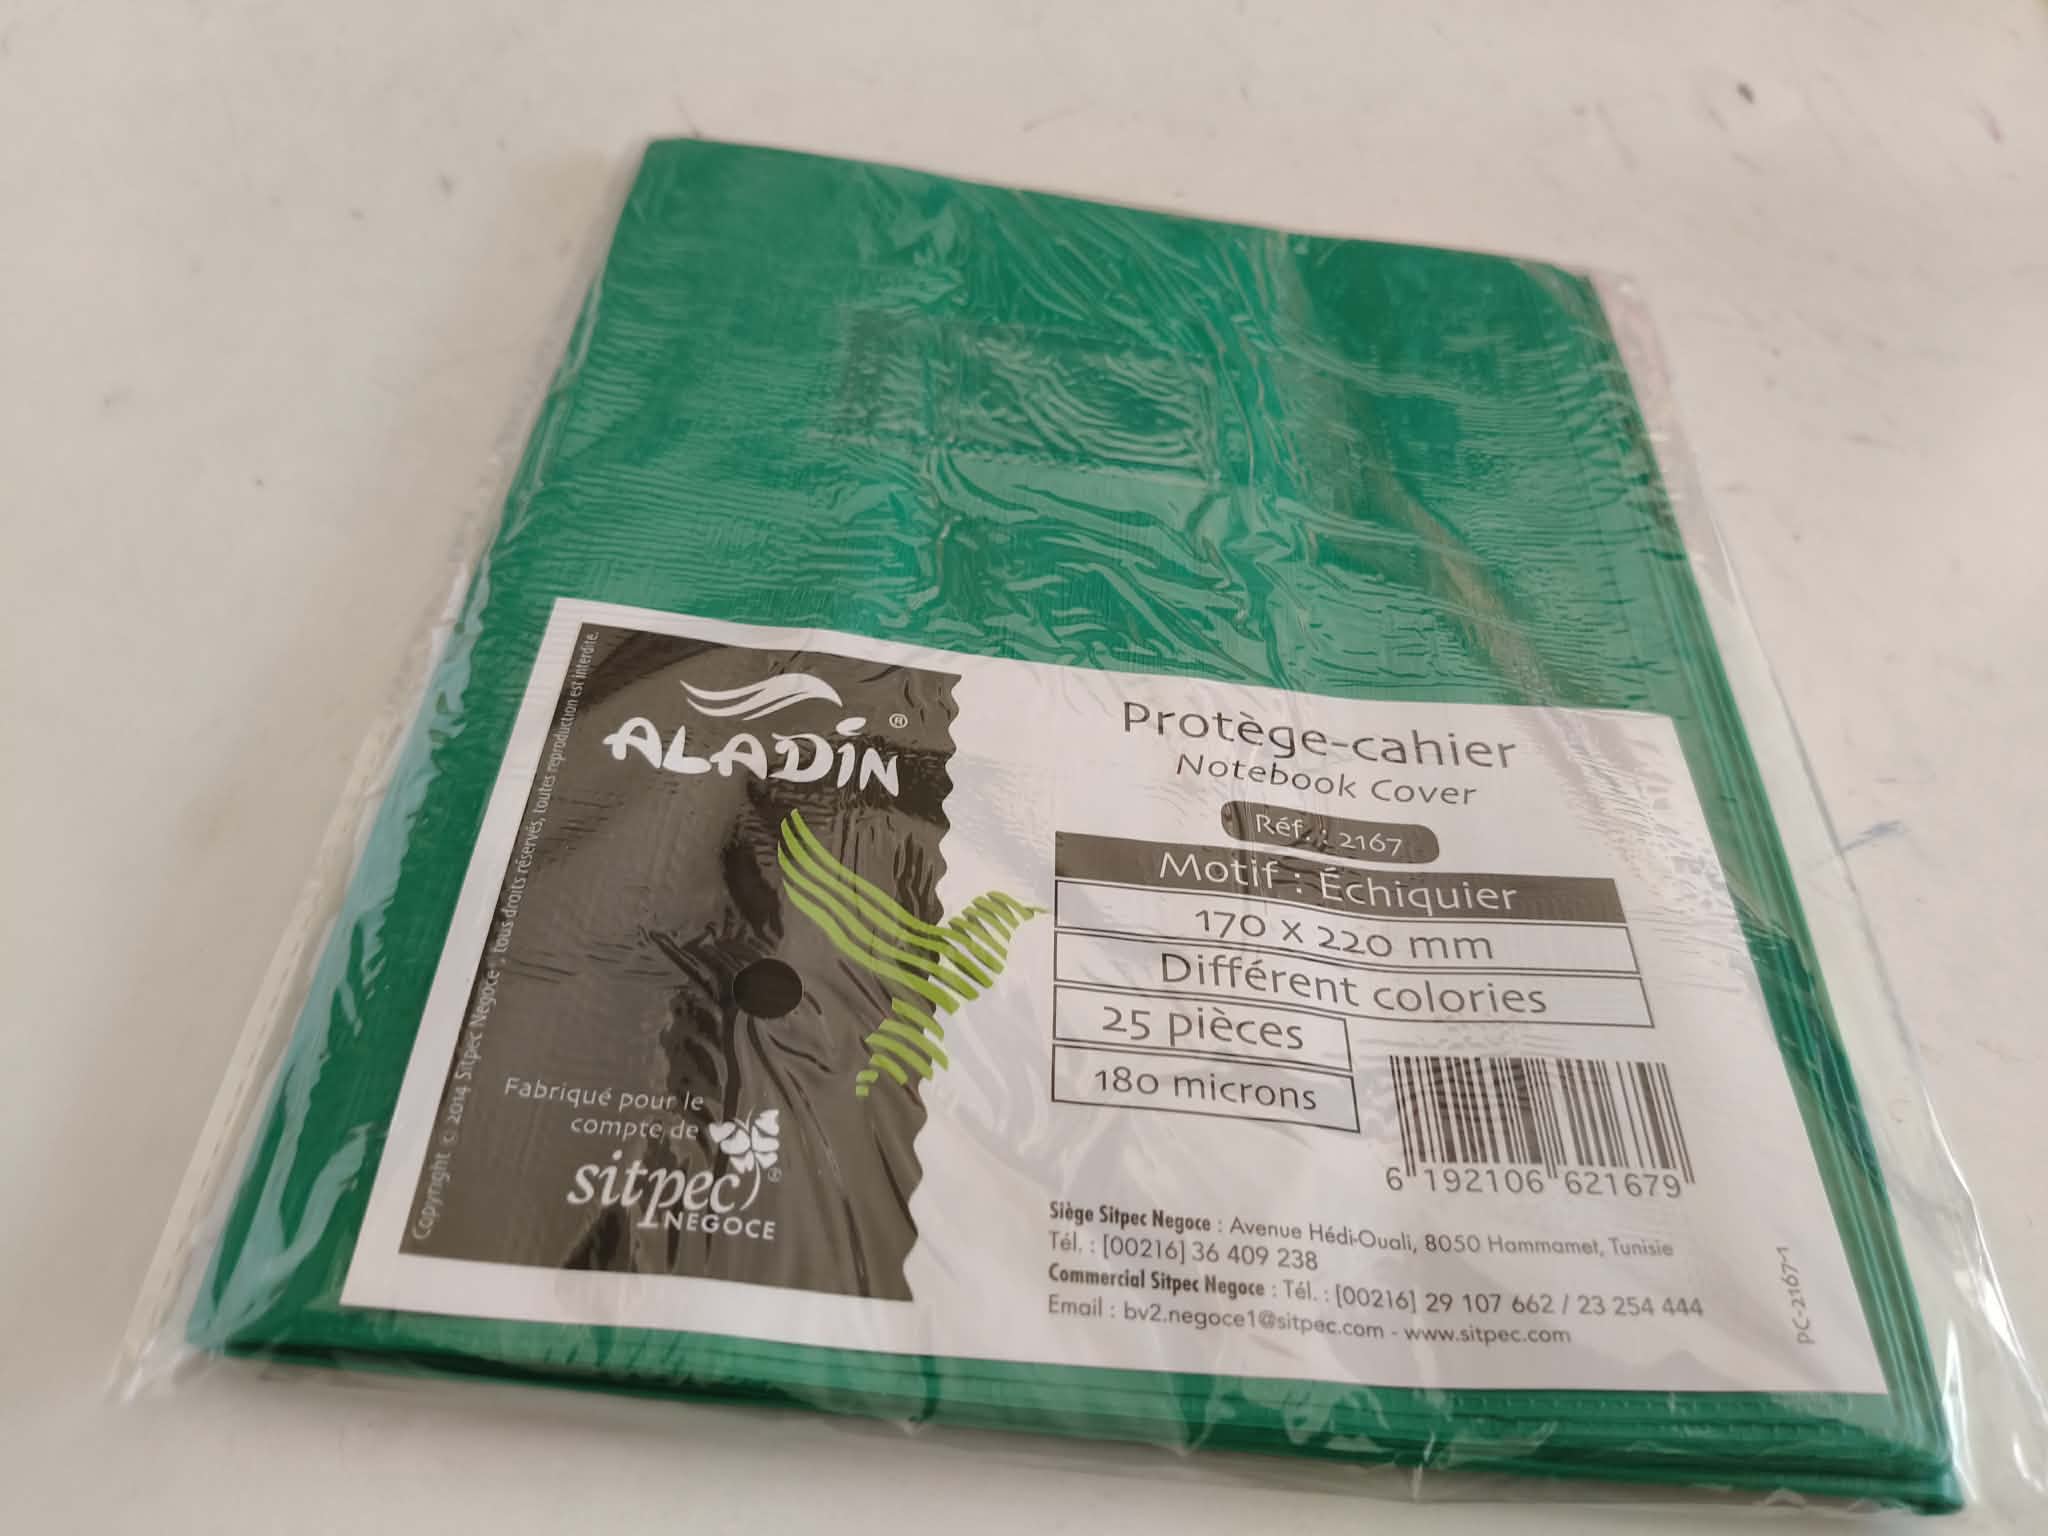 Copyright © 2014 Sitpec Negoce ; tous droits réservés, toutes reproduction est interdite.
ALADIN ®
Fabriqué pour le
compte de
sitpec ®
NEGOCE
Protège-cahier
Notebook Cover
Réf. : 2167
Motif : Échiquier
170 x 220 mm
Différent colories
25 pièces
180 microns
6 192106 621679
Siège Sitpec Negoce : Avenue Hédi-Ouali, 8050 Hammamet, Tunisie
Tél. : [00216] 36 409 238
Commercial Sitpec Negoce : Tél. : [00216] 29 107 662 / 23 254 444
Email : bv2.negoce1@sitpec.com - www.sitpec.com
PC-2167-1